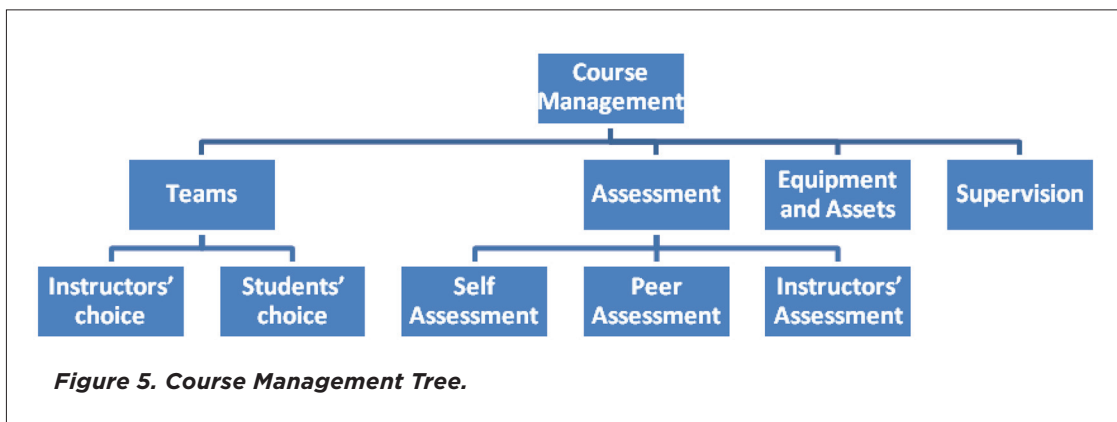 Course
Management
Teams
Assessment
Equipment
and Assets
Supervision
Instructors’
choice
Students’
choice
Self
Assessment
Peer
Assessment
Instructors’
Assessment
Figure 5. Course Management Tree.